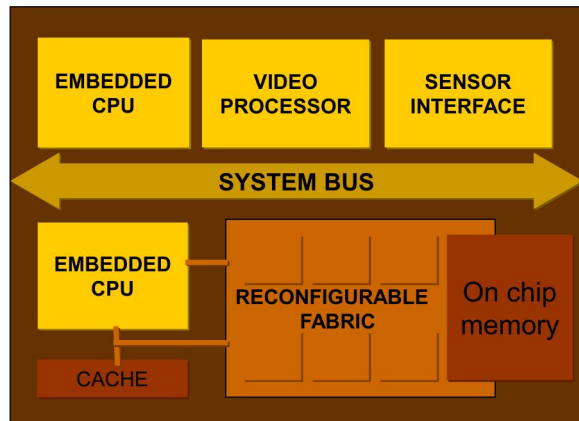 EMBEDDED
CPU
VIDEO
PROCESSOR
SENSOR
INTERFACE
SYSTEM BUS
EMBEDDED
CPU
RECONFIGURABLE
FABRIC
On chip
memory
CACHE